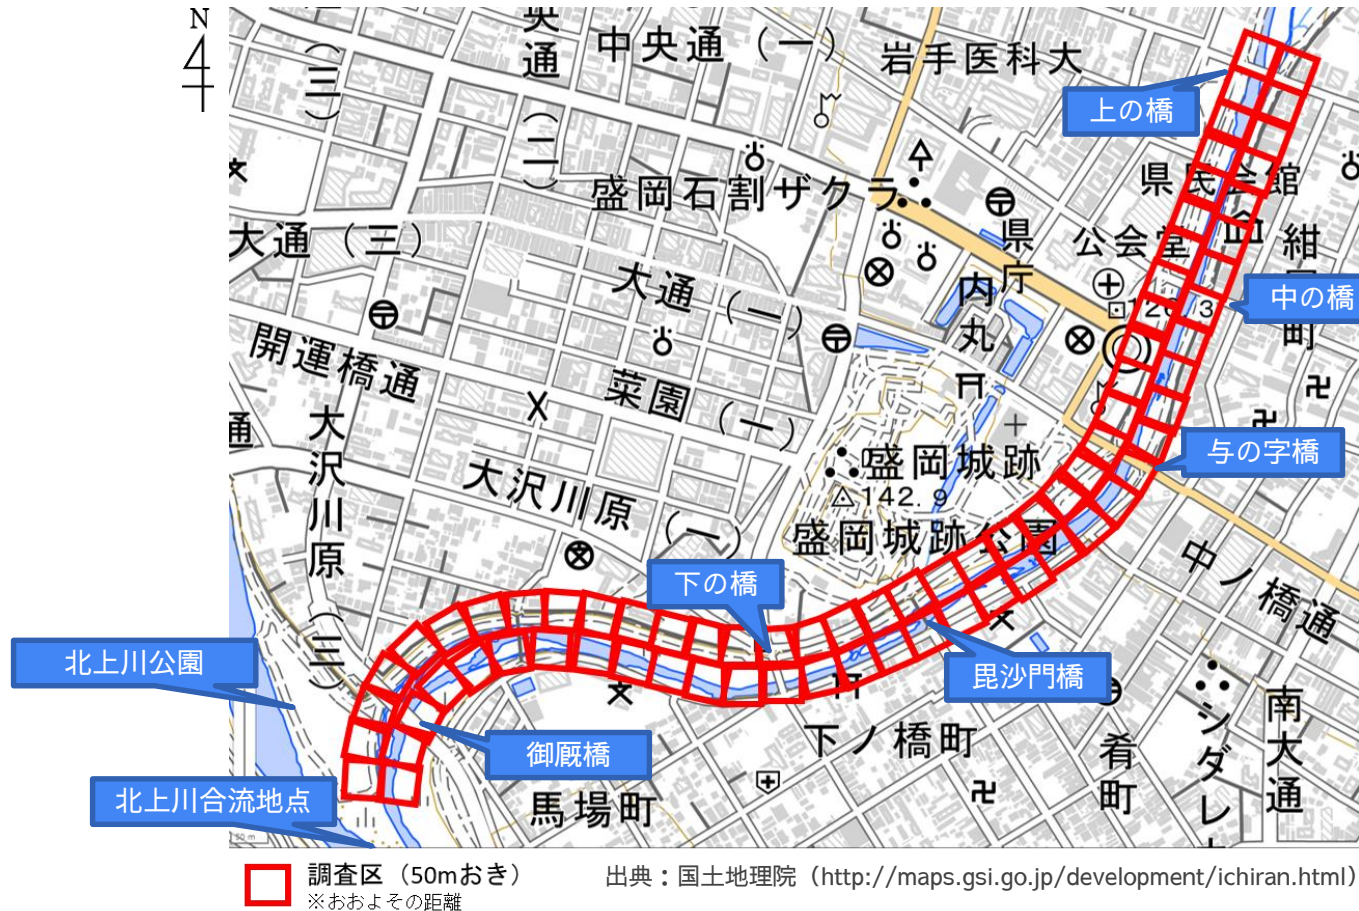 N
中央通（一）
央通（二）
（三）
岩手医科大
上の橋
県民会館
盛岡石割ザクラ
県庁
公会堂
大通（三）
大通（一）
内丸
中の橋
開運橋通
菜園（一）
通
大沢川原（三）
大沢川原（一）
盛岡城跡
142.9
盛岡城跡公園
与の字橋
中ノ橋通
下の橋
毘沙門橋
北上川公園
御厩橋
下ノ橋町
肴町
南大通
北上川合流地点
馬場町
調査区（50mおき）
※おおよその距離
出典：国土地理院（http://maps.gsi.go.jp/development/ichiran.html）